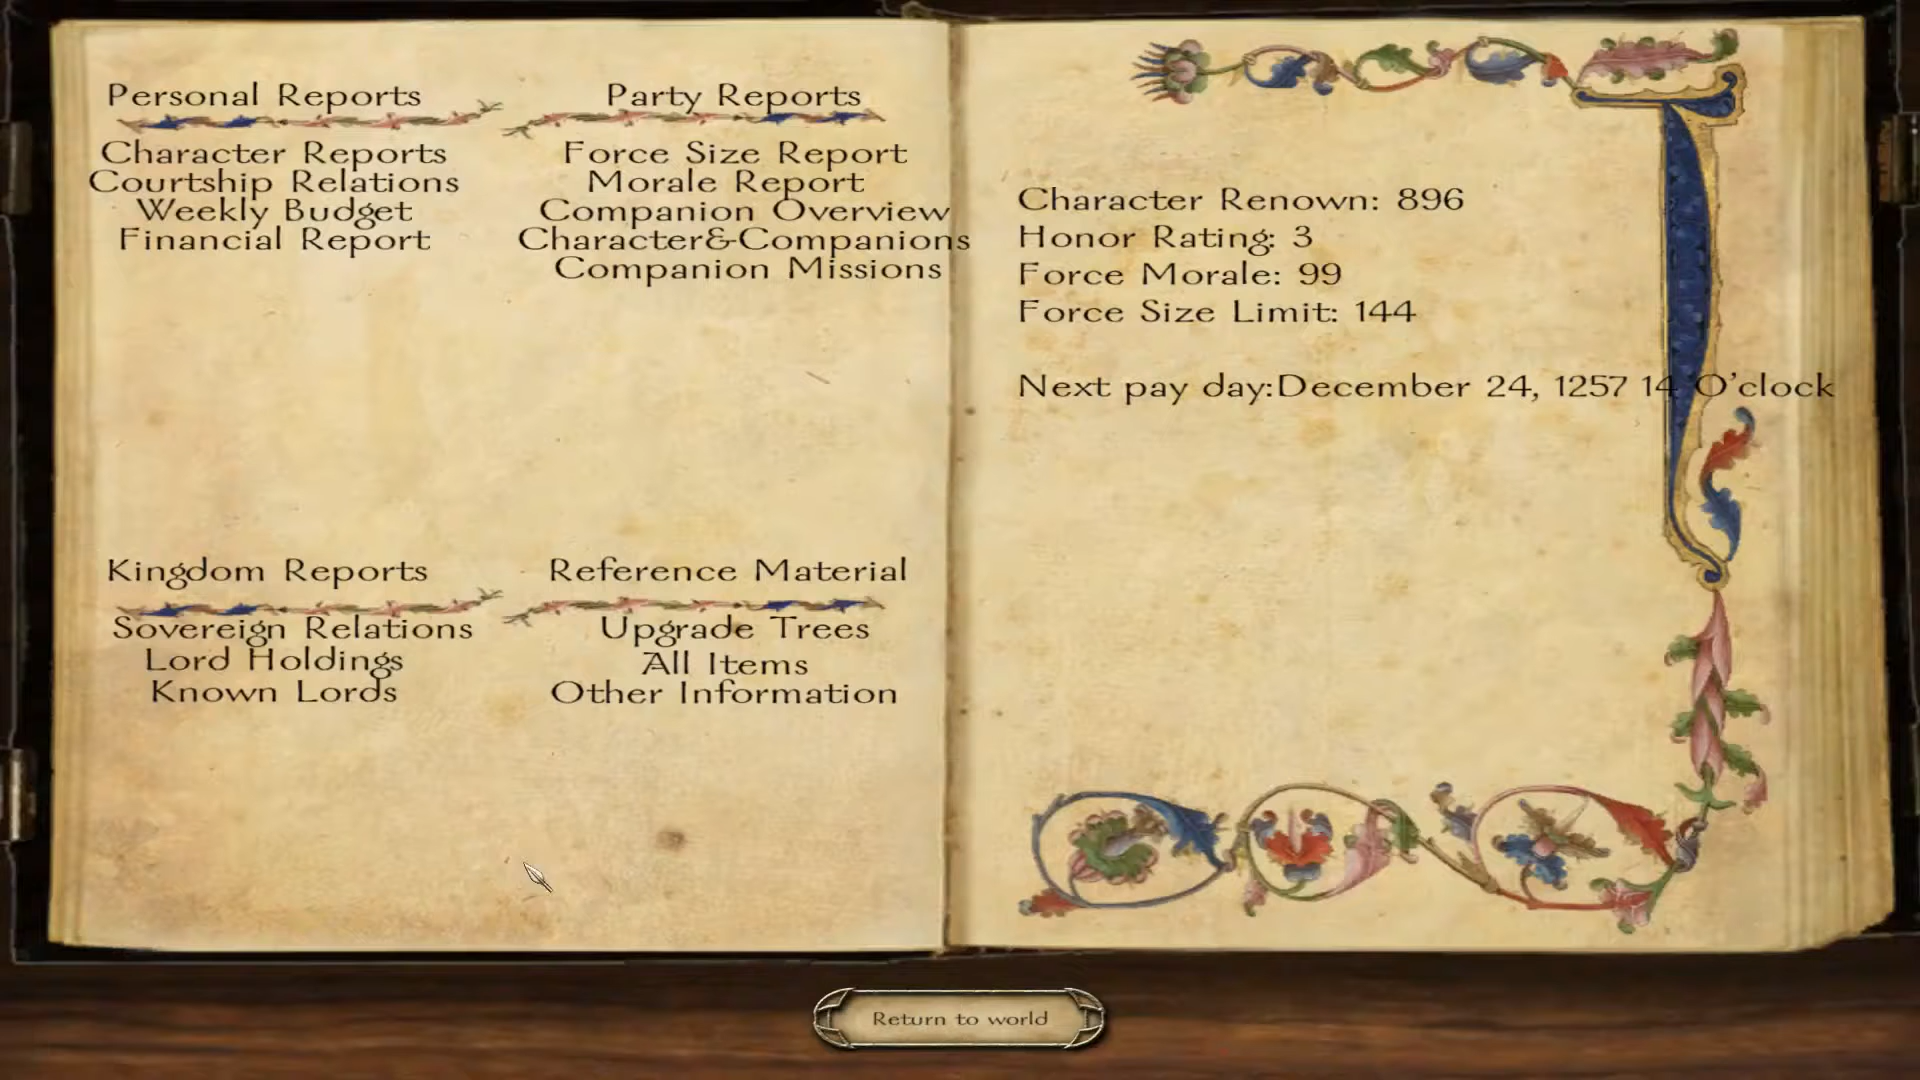 Personal Reports
Character Reports
Courtship Relations
Weekly Budget
Financial Report
Party Reports
Force Size Report
Morale Report
Companion Overview
Character&Companions
Companion Missions
Kingdom Reports
Sovereign Relations
Lord Holdings
Known Lords
Reference Material
Upgrade Trees
All Items
Other Information
Character Renown: 896
Honor Rating: 3
Force Morale: 99
Force Size Limit: 144
Next pay day:December 24, 1257 14 O'clock
Return to world